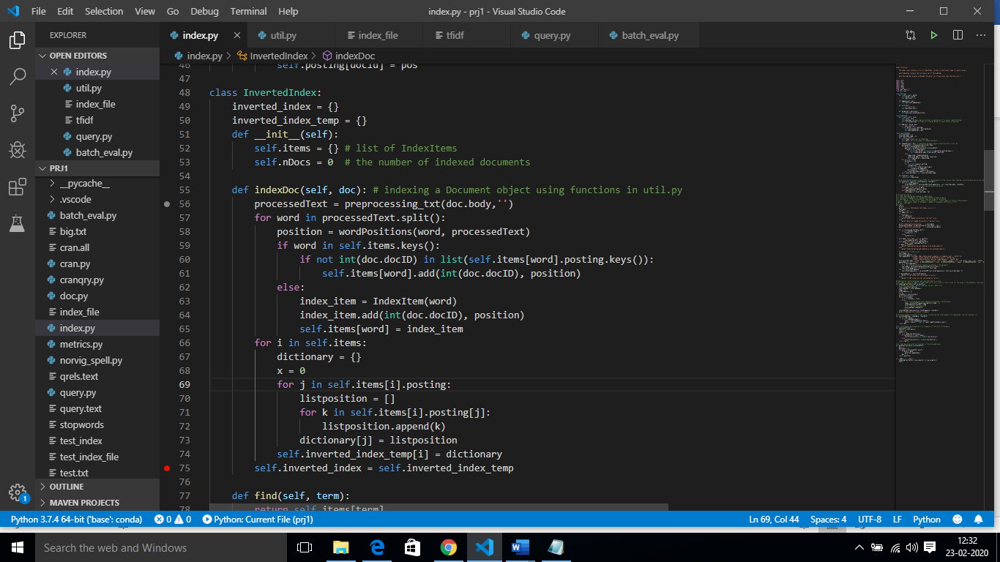 File Edit Selection View Go Debug Terminal Help
index.py - prj1 - Visual Studio Code
EXPLORER
OPEN EDITORS
index.py
util.py
index_file
tfidf
query.py
batch_eval.py
PRJ1
__pycache__
.vscode
batch_eval.py
big.txt
cran.all
cran.py
cranqry.py
doc.py
index_file
index.py
metrics.py
norvig_spell.py
qrels.text
query.py
query.text
stopwords
test_index
test_index_file
test.txt
OUTLINE
MAVEN PROJECTS
index.py util.py index_file tfidf query.py batch_eval.py
index.py > InvertedIndex > indexDoc
46 self.posting[docId] = pos
47
48 class InvertedIndex:
49 inverted_index = {}
50 inverted_index_temp = {}
51 def __init__(self):
52 self.items = {} # list of IndexItems
53 self.nDocs = 0  # the number of indexed documents
54
55 def indexDoc(self, doc): # indexing a Document object using functions in util.py
56 processedText = preprocessing_txt(doc.body,'')
57 for word in processedText.split():
58 position = wordPositions(word, processedText)
59 if word in self.items.keys():
60 if not int(doc.docID) in list(self.items[word].posting.keys()):
61 self.items[word].add(int(doc.docID), position)
62 else:
63 index_item = IndexItem(word)
64 index_item.add(int(doc.docID), position)
65 self.items[word] = index_item
66 for i in self.items:
67 dictionary = {}
68 x = 0
69 for j in self.items[i].posting:
70 listposition = []
71 for k in self.items[i].posting[j]:
72 listposition.append(k)
73 dictionary[j] = listposition
74 self.inverted_index_temp[i] = dictionary
75 self.inverted_index = self.inverted_index_temp
76
77 def find(self, term):
78 return self.items[term]
1
Python 3.7.4 64-bit ('base': conda) 0 0 Python: Current File (prj1) Ln 69, Col 44 Spaces: 4 UTF-8 LF Python
Search the web and Windows
12:32
23-02-2020